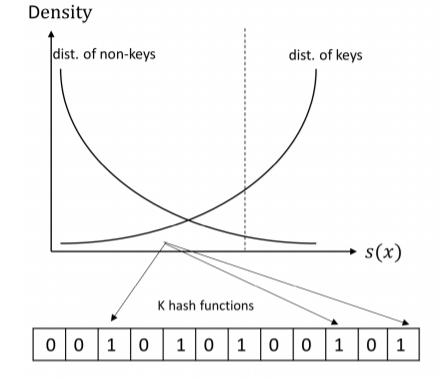 Density
dist. of non-keys
dist. of keys
s(x)
K hash functions
0 0 1 0 1 0 1 0 0 1 0 1